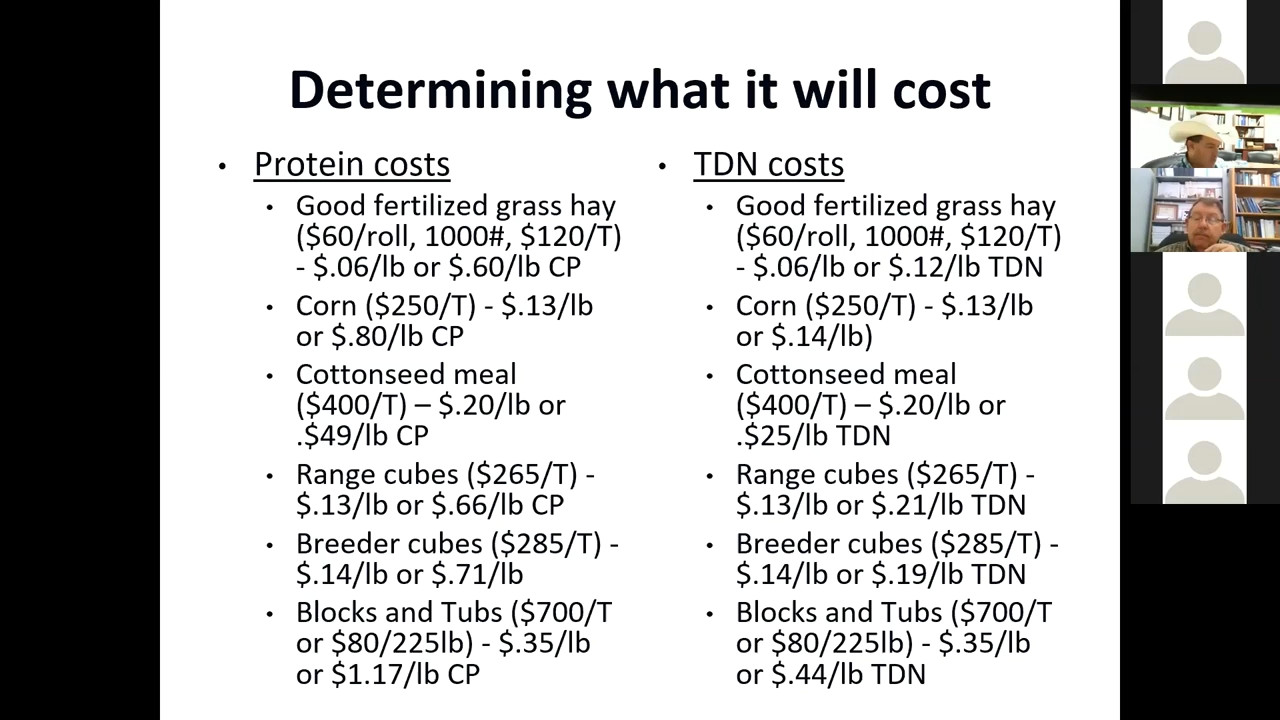 Determining what it will cost
• Protein costs
• Good fertilized grass hay
($60/roll, 1000#, $120/T)
- $.06/lb or $.60/lb CP
• Corn ($250/T) - $.13/lb
or $.80/lb CP
• Cottonseed meal
($400/T) – $.20/lb or
.$49/lb CP
• Range cubes ($265/T) -
$.13/lb or $.66/lb CP
• Breeder cubes ($285/T) -
$.14/lb or $.71/lb
• Blocks and Tubs ($700/T
or $80/225lb) - $.35/lb
or $1.17/lb CP
• TDN costs
• Good fertilized grass hay
($60/roll, 1000#, $120/T)
- $.06/lb or $.12/lb TDN
• Corn ($250/T) - $.13/lb
or $.14/lb)
• Cottonseed meal
($400/T) – $.20/lb or
.$25/lb TDN
• Range cubes ($265/T) -
$.13/lb or $.21/lb TDN
• Breeder cubes ($285/T) -
$.14/lb or $.19/lb TDN
• Blocks and Tubs ($700/T
or $80/225lb) - $.35/lb
or $.44/lb TDN